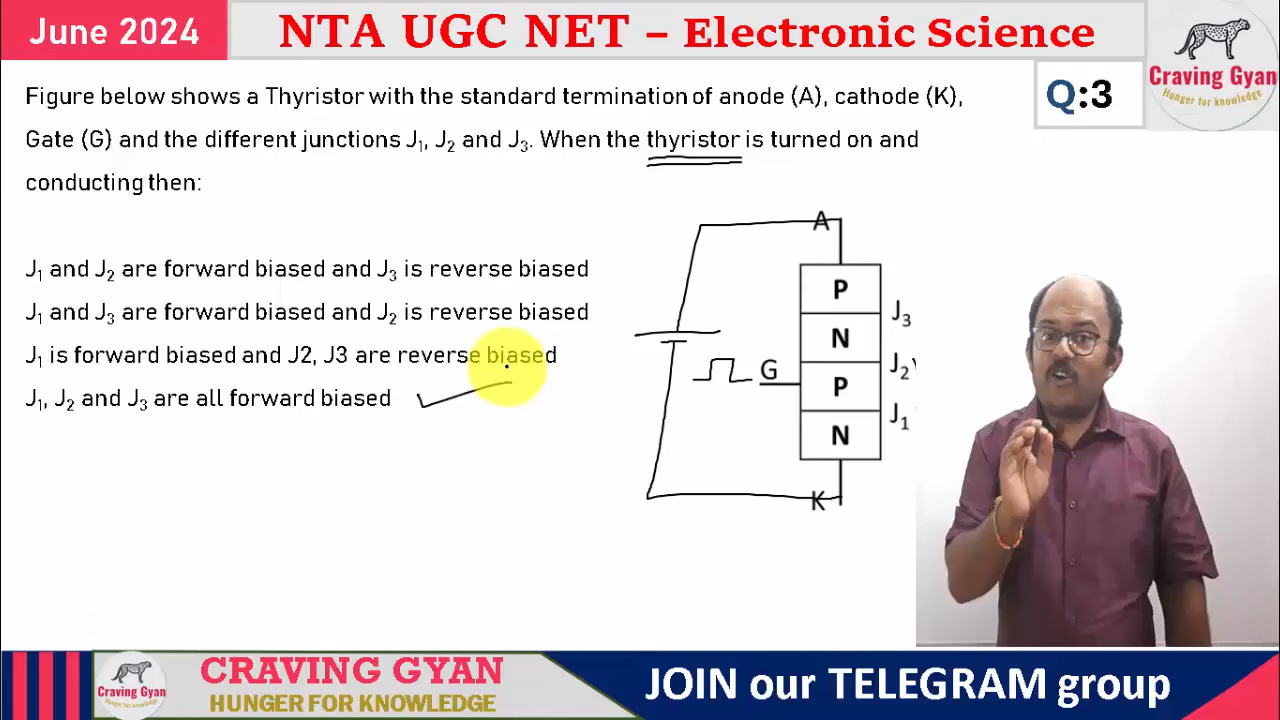 June 2024
NTA UGC NET – Electronic Science
Craving Gyan
Hunger for knowledge
Q:3
Figure below shows a Thyristor with the standard termination of anode (A), cathode (K),
Gate (G) and the different junctions J₁, J₂ and J₃. When the thyristor is turned on and
conducting then:
J₁ and J₂ are forward biased and J₃ is reverse biased
J₁ and J₃ are forward biased and J₂ is reverse biased
J₁ is forward biased and J2, J3 are reverse biased
J₁, J₂ and J₃ are all forward biased
A
P
J₃
N
J₂
G
P
J₁
N
K
Craving Gyan
Hunger for knowledge
CRAVING GYAN
HUNGER FOR KNOWLEDGE
JOIN our TELEGRAM group